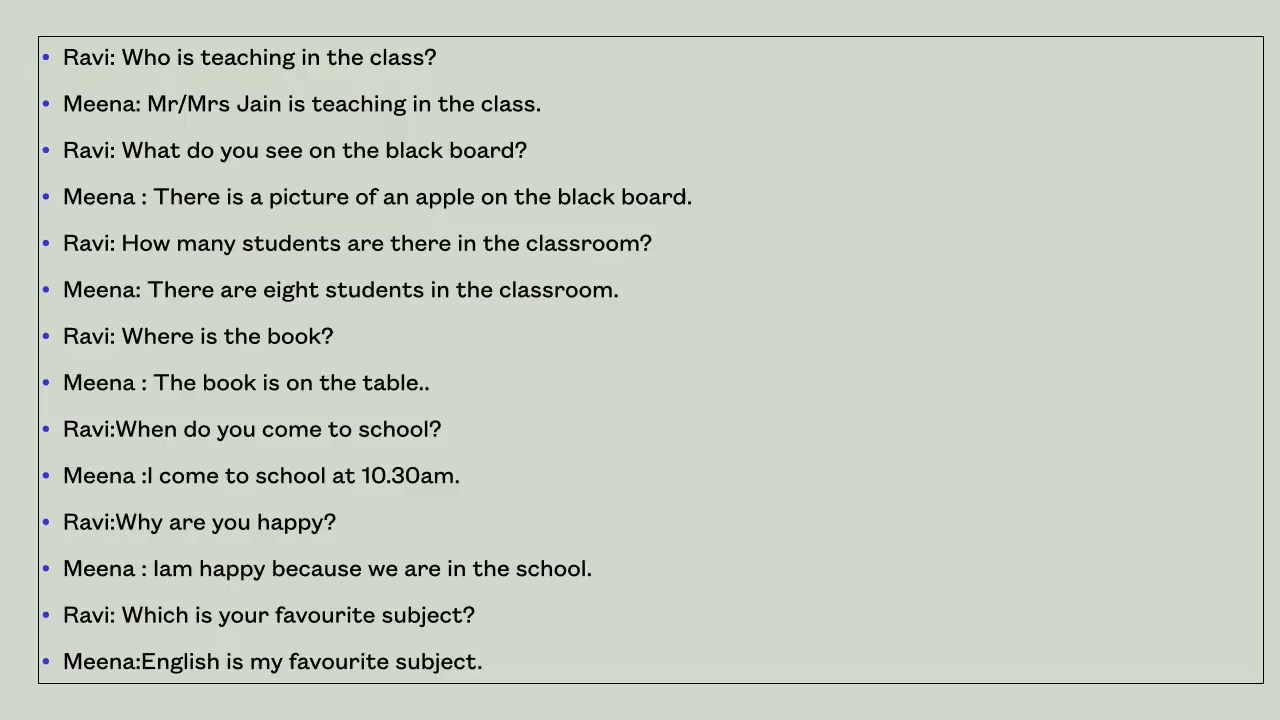 • Ravi: Who is teaching in the class?
• Meena: Mr/Mrs Jain is teaching in the class.
• Ravi: What do you see on the black board?
• Meena : There is a picture of an apple on the black board.
• Ravi: How many students are there in the classroom?
• Meena: There are eight students in the classroom.
• Ravi: Where is the book?
• Meena : The book is on the table..
• Ravi:When do you come to school?
• Meena :I come to school at 10.30am.
• Ravi:Why are you happy?
• Meena : Iam happy because we are in the school.
• Ravi: Which is your favourite subject?
• Meena:English is my favourite subject.